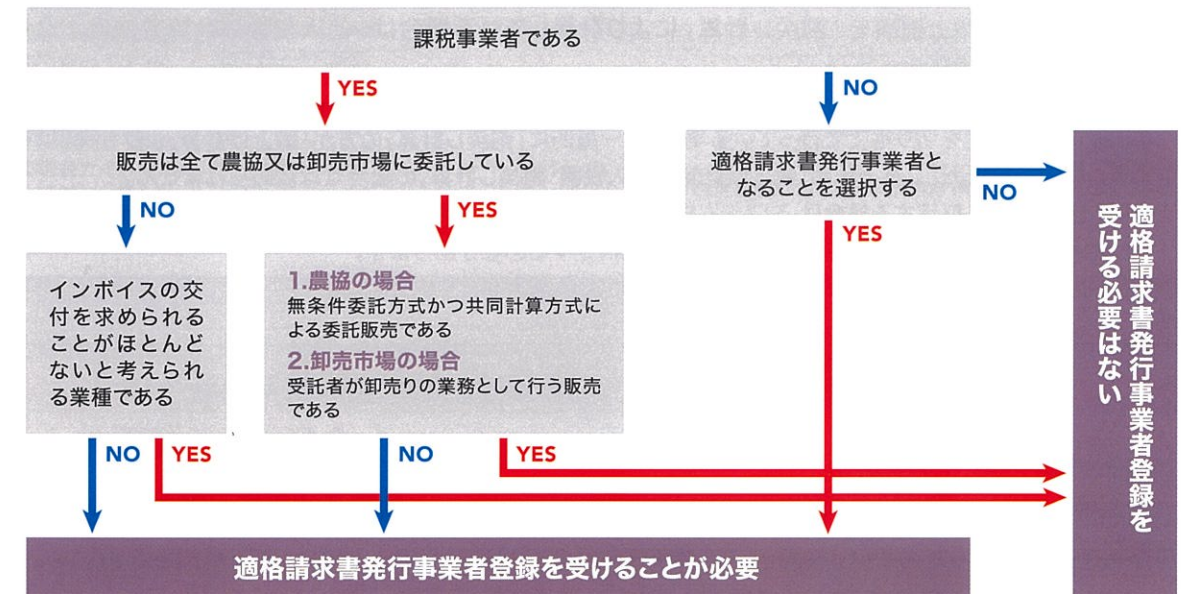 課税事業者である
YES
NO
販売は全て農協又は卸売市場に委託している
適格請求書発行事業者と
なることを選択する
NO
NO
YES
YES
インボイスの交
付を求められる
ことがほとんど
ないと考えられ
る業種である
1.農協の場合
無条件委託方式かつ共同計算方式に
よる委託販売である
2.卸売市場の場合
受託者が卸売りの業務として行う販売
である
適格請求書発行事業者登録を
受ける必要はない
NO
YES
NO
YES
適格請求書発行事業者登録を受けることが必要